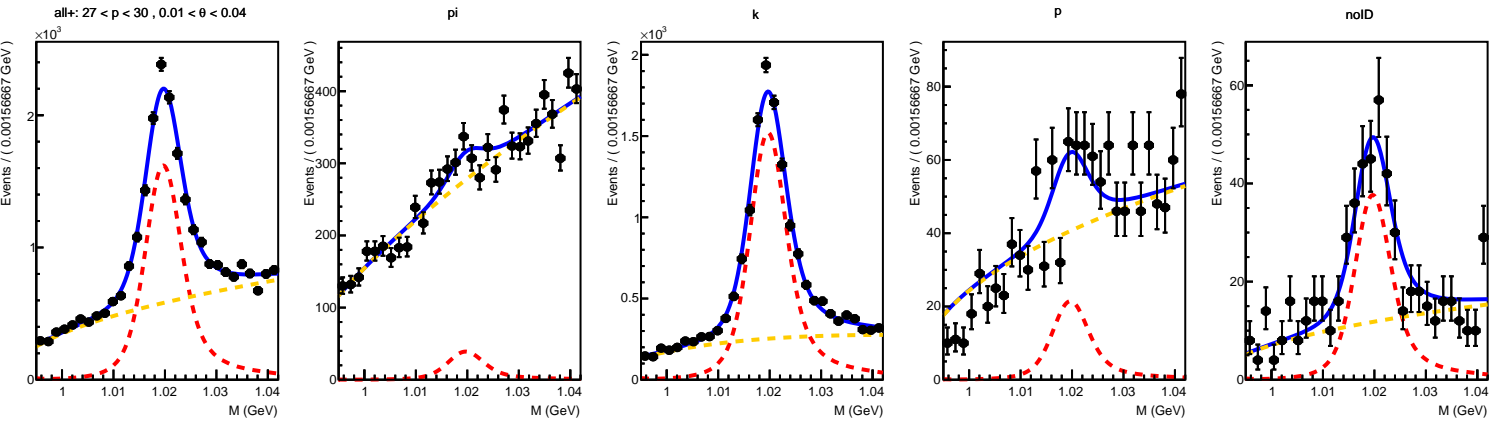 all+: 27 < p < 30 , 0.01 < θ < 0.04
×10³
Events / ( 0.00156667 GeV )
2
1
0
1 1.01 1.02 1.03 1.04
M (GeV)
pi
Events / ( 0.00156667 GeV )
400
300
200
100
0
1 1.01 1.02 1.03 1.04
M (GeV)
k
×10³
Events / ( 0.00156667 GeV )
2
1.5
1
0.5
0
1 1.01 1.02 1.03 1.04
M (GeV)
p
Events / ( 0.00156667 GeV )
80
60
40
20
0
1 1.01 1.02 1.03 1.04
M (GeV)
noID
Events / ( 0.00156667 GeV )
60
40
20
0
1 1.01 1.02 1.03 1.04
M (GeV)